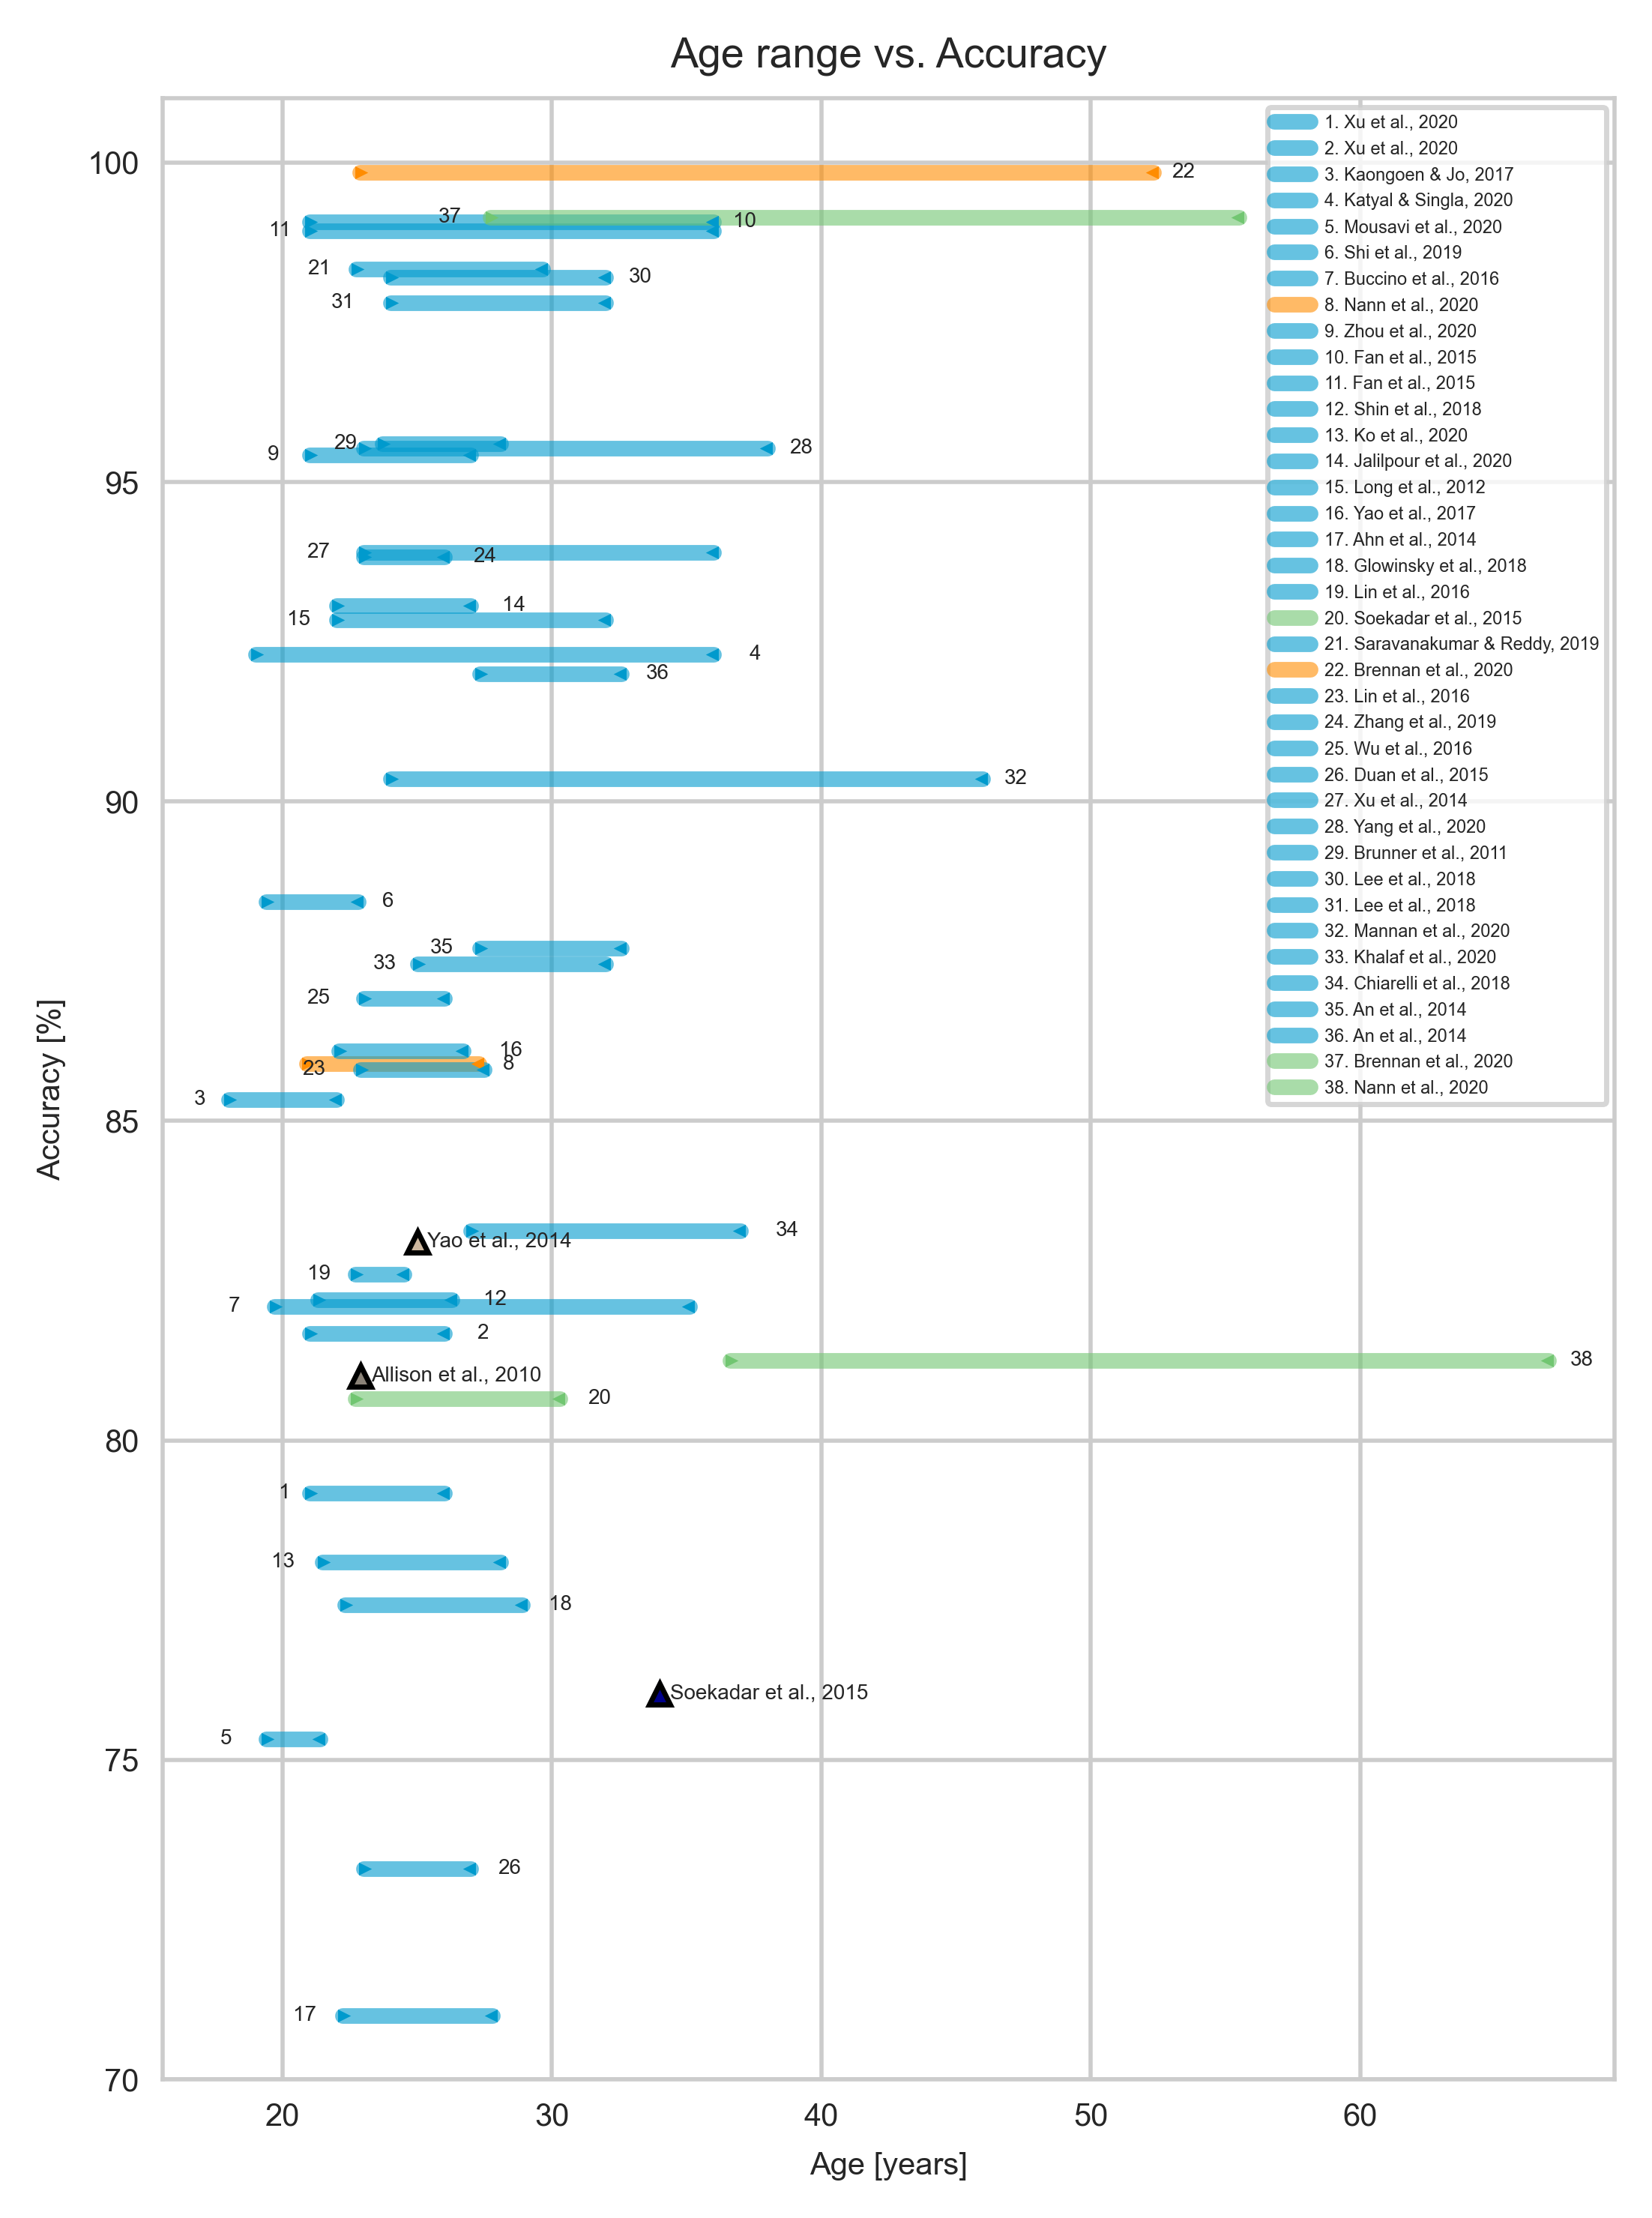 Age range vs. Accuracy
100
95
90
85
80
75
70
Accuracy [%]
20
30
40
50
60
Age [years]
22
37
10
11
21
30
31
29
28
9
27
24
14
15
4
36
32
6
35
33
25
16
8
23
3
34
Yao et al., 2014
19
12
7
2
38
Allison et al., 2010
20
1
13
18
Soekadar et al., 2015
5
26
17
1. Xu et al., 2020
2. Xu et al., 2020
3. Kaongoen & Jo, 2017
4. Katyal & Singla, 2020
5. Mousavi et al., 2020
6. Shi et al., 2019
7. Buccino et al., 2016
8. Nann et al., 2020
9. Zhou et al., 2020
10. Fan et al., 2015
11. Fan et al., 2015
12. Shin et al., 2018
13. Ko et al., 2020
14. Jalilpour et al., 2020
15. Long et al., 2012
16. Yao et al., 2017
17. Ahn et al., 2014
18. Glowinsky et al., 2018
19. Lin et al., 2016
20. Soekadar et al., 2015
21. Saravanakumar & Reddy, 2019
22. Brennan et al., 2020
23. Lin et al., 2016
24. Zhang et al., 2019
25. Wu et al., 2016
26. Duan et al., 2015
27. Xu et al., 2014
28. Yang et al., 2020
29. Brunner et al., 2011
30. Lee et al., 2018
31. Lee et al., 2018
32. Mannan et al., 2020
33. Khalaf et al., 2020
34. Chiarelli et al., 2018
35. An et al., 2014
36. An et al., 2014
37. Brennan et al., 2020
38. Nann et al., 2020